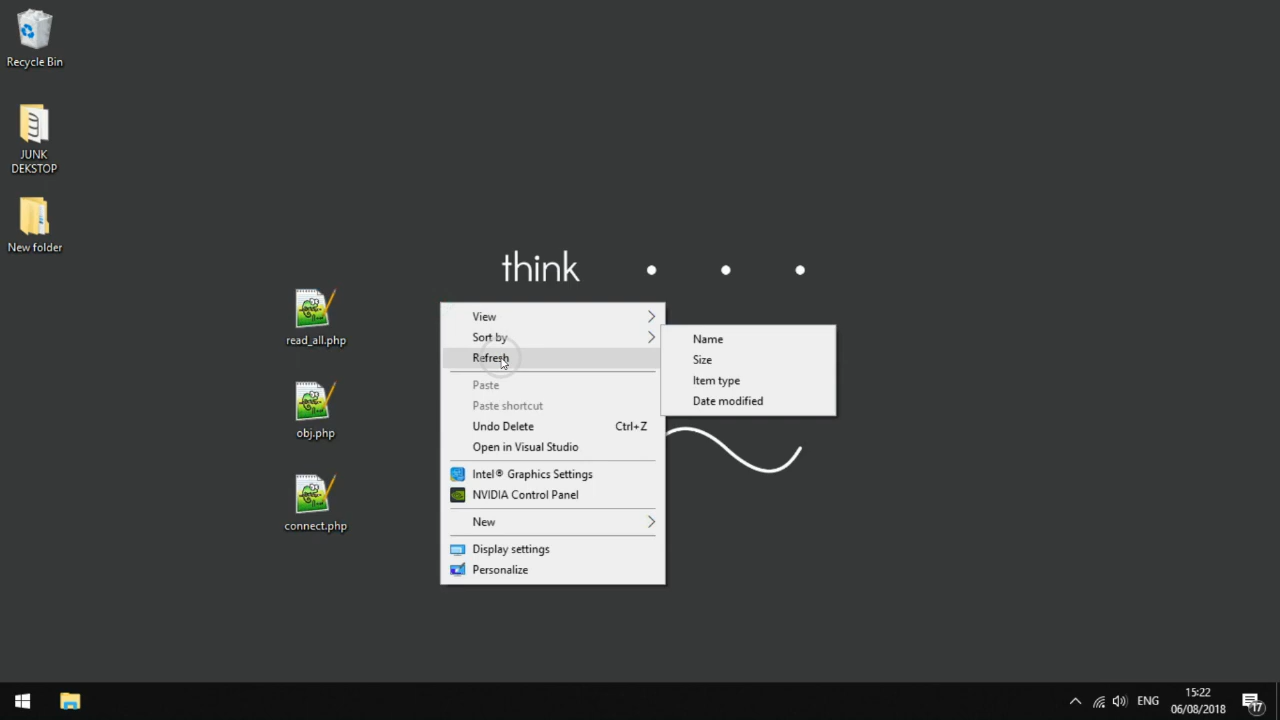 Recycle Bin
JUNK
DEKSTOP
New folder
think
read_all.php
obj.php
connect.php
View
Sort by
Refresh
Paste
Paste shortcut
Undo Delete Ctrl+Z
Open in Visual Studio
Intel® Graphics Settings
NVIDIA Control Panel
New
Display settings
Personalize
Name
Size
Item type
Date modified
ENG
15:22
06/08/2018
17